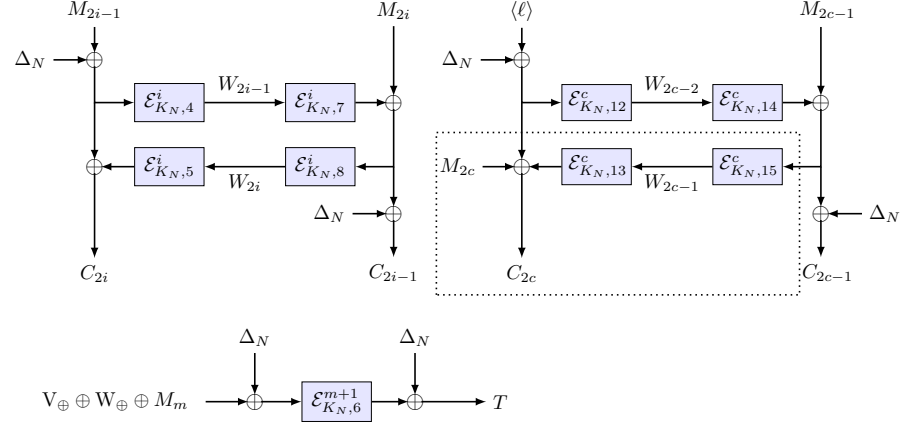 M_{2i−1} M_{2i} ⟨ℓ⟩ M_{2c−1}
Δ_N Δ_N
W_{2i−1} W_{2c−2}
ℰ^i_{K_N,4} ℰ^i_{K_N,7} ℰ^c_{K_N,12} ℰ^c_{K_N,14}
ℰ^i_{K_N,5} ℰ^i_{K_N,8} M_{2c} ℰ^c_{K_N,13} ℰ^c_{K_N,15}
W_{2i} W_{2c−1}
Δ_N Δ_N
C_{2i} C_{2i−1} C_{2c} C_{2c−1}
Δ_N Δ_N
V_⊕ ⊕ W_⊕ ⊕ M_m ℰ^{m+1}_{K_N,6} T